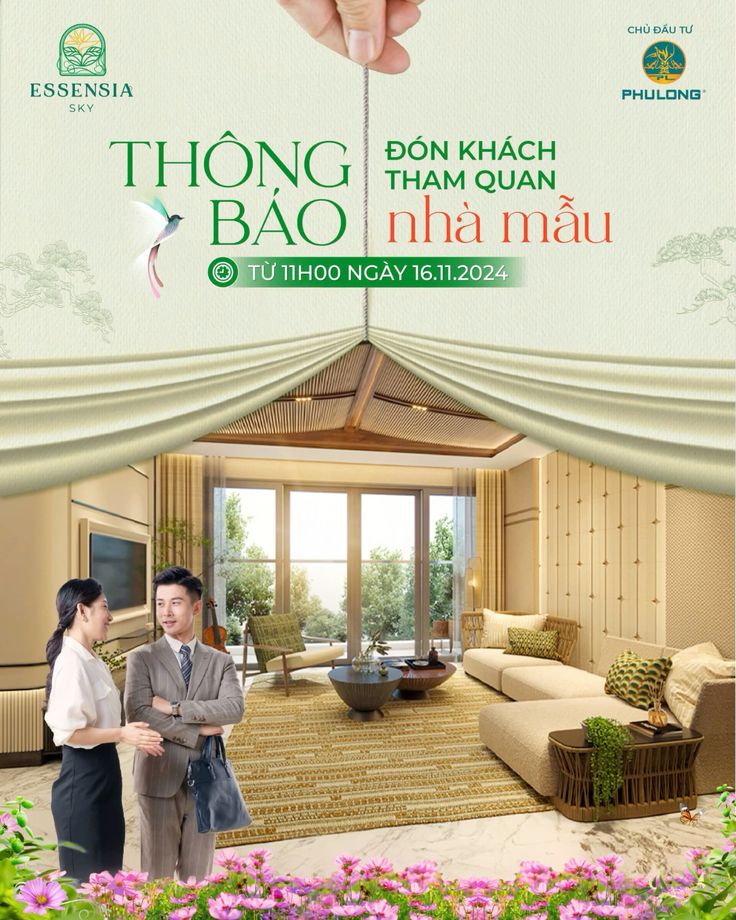 ESSENSIA
SKY
CHỦ ĐẦU TƯ
PL
PHULONG®
THÔNG
BÁO
ĐÓN KHÁCH
THAM QUAN
nhà mẫu
TỪ 11H00 NGÀY 16.11.2024